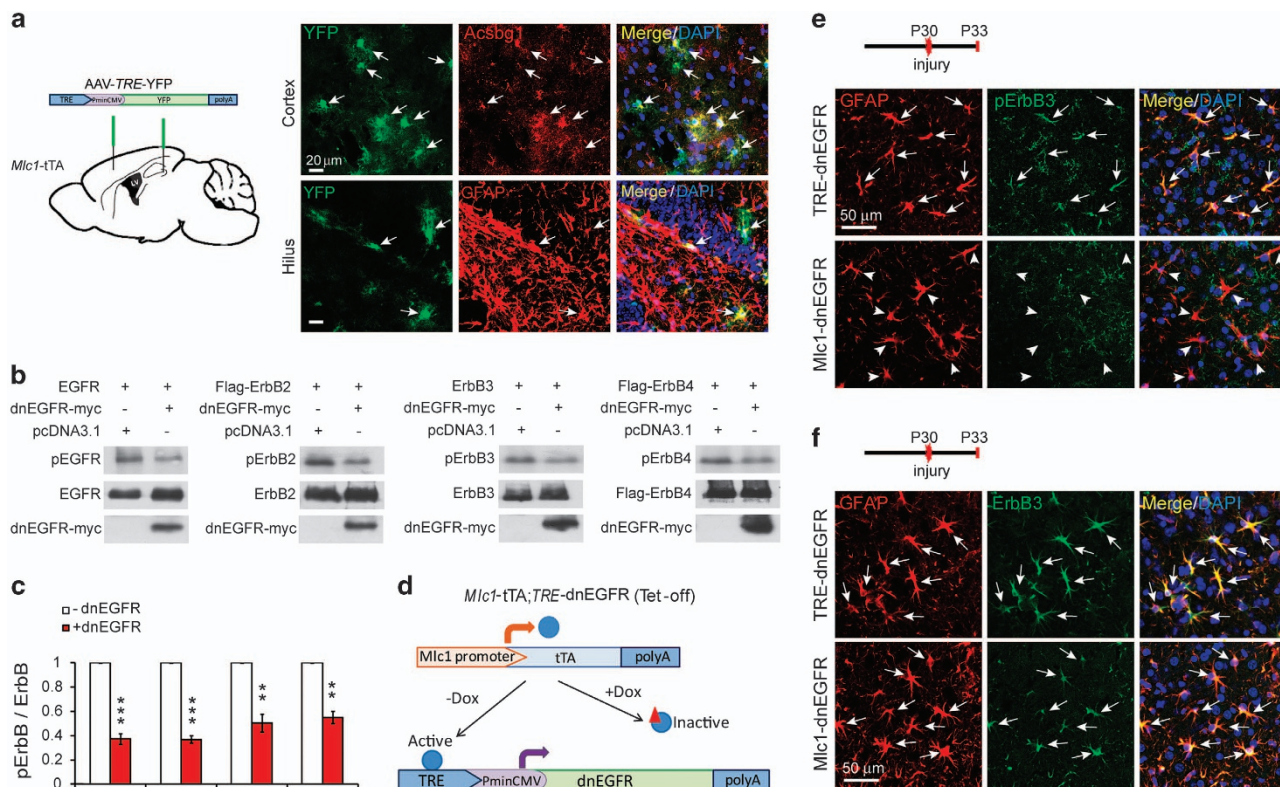 a
AAV-TRE-YFP
TRE PminCMV YFP polyA
Mlc1-tTA
LV
Cortex
YFP Acsbg1 Merge/DAPI
20 μm
Hilus
YFP GFAP Merge/DAPI
b
EGFR + +
dnEGFR-myc - +
pcDNA3.1 + -
pEGFR
EGFR
dnEGFR-myc
Flag-ErbB2 + +
dnEGFR-myc - +
pcDNA3.1 + -
pErbB2
ErbB2
dnEGFR-myc
ErbB3 + +
dnEGFR-myc - +
pcDNA3.1 + -
pErbB3
ErbB3
dnEGFR-myc
Flag-ErbB4 + +
dnEGFR-myc - +
pcDNA3.1 + -
pErbB4
Flag-ErbB4
dnEGFR-myc
c
- dnEGFR
+dnEGFR
pErbB / ErbB
1
0.8
0.6
0.4
0.2
0
*** *** ** **
d
Mlc1-tTA;TRE-dnEGFR (Tet-off)
Mlc1 promoter tTA polyA
-Dox +Dox
Inactive
Active
TRE PminCMV dnEGFR polyA
e
P30 P33
injury
GFAP pErbB3 Merge/DAPI
TRE-dnEGFR
50 μm
Mlc1-dnEGFR
f
P30 P33
injury
GFAP ErbB3 Merge/DAPI
TRE-dnEGFR
Mlc1-dnEGFR
50 μm